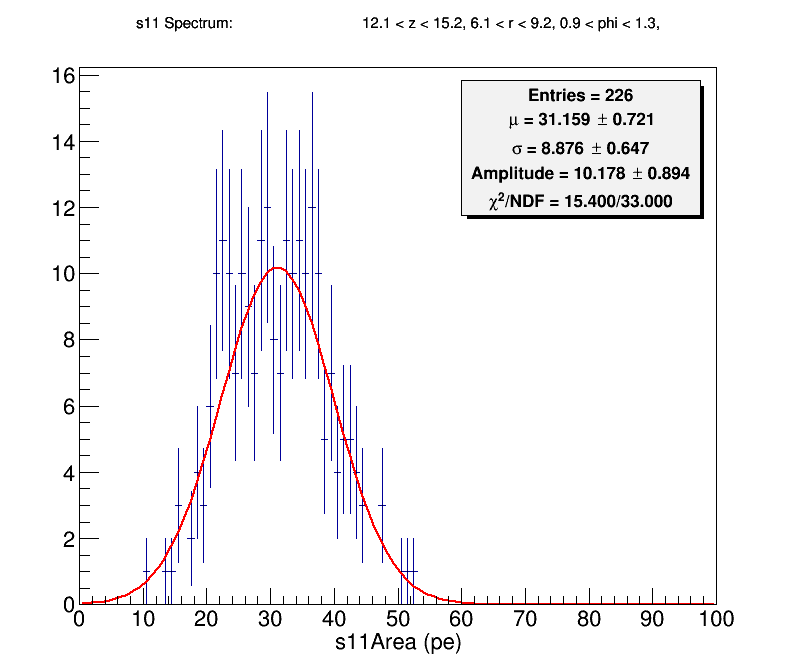 s11 Spectrum: 12.1 < z < 15.2, 6.1 < r < 9.2, 0.9 < phi < 1.3,
Entries = 226
μ = 31.159 ± 0.721
σ = 8.876 ± 0.647
Amplitude = 10.178 ± 0.894
χ²/NDF = 15.400/33.000
16
14
12
10
8
6
4
2
0
0 10 20 30 40 50 60 70 80 90 100
s11Area (pe)